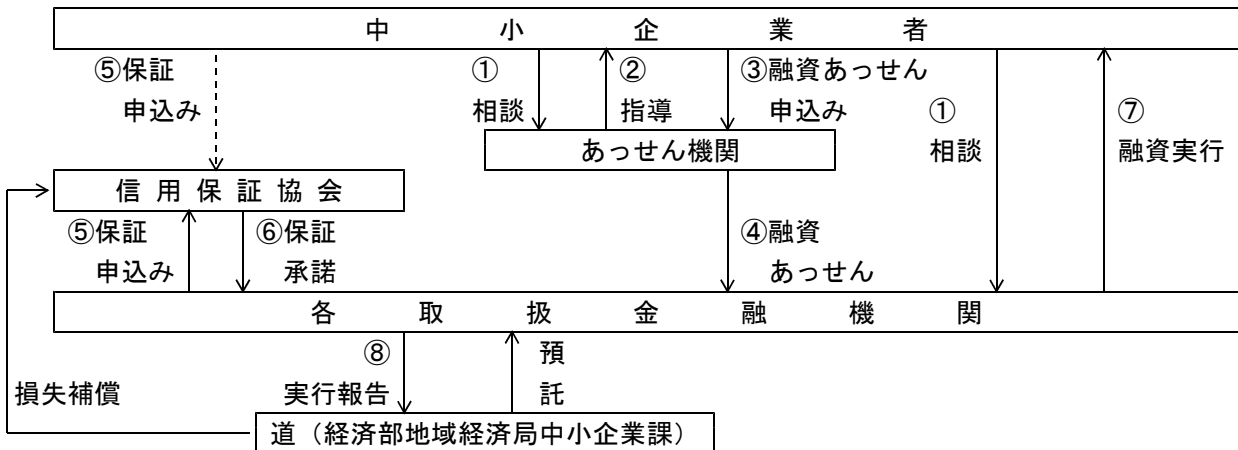 中小企業者
⑤保証
申込み
①
相談
②
指導
③融資あっせん
申込み
①
相談
⑦
融資実行
あっせん機関
信用保証協会
⑤保証
申込み
⑥保証
承諾
④融資
あっせん
各取扱金融機関
⑧
実行報告
預
託
損失補償
道（経済部地域経済局中小企業課）